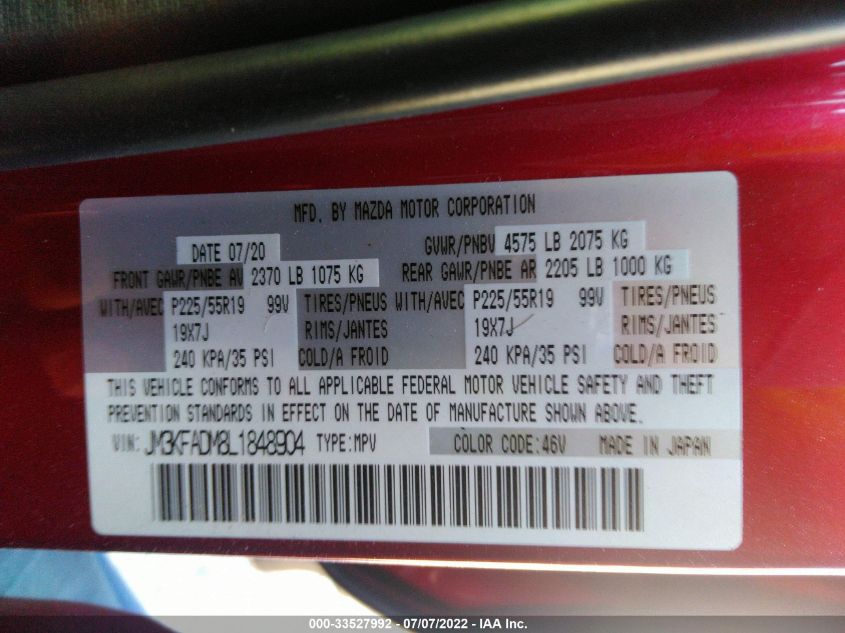 MFD. BY MAZDA MOTOR CORPORATION
DATE 07/20 GVWR/PNBV 4575 LB 2075 KG
FRONT GAWR/PNBE AV 2370 LB 1075 KG REAR GAWR/PNBE AR 2205 LB 1000 KG
WITH/AVEC P225/55R19 99V TIRES/PNEUS WITH/AVEC P225/55R19 99V TIRES/PNEUS
19X7J RIMS/JANTES 19X7J RIMS/JANTES
240 KPA/35 PSI COLD/A FROID 240 KPA/35 PSI COLD/A FROID
THIS VEHICLE CONFORMS TO ALL APPLICABLE FEDERAL MOTOR VEHICLE SAFETY AND THEFT
PREVENTION STANDARDS IN EFFECT ON THE DATE OF MANUFACTURE SHOWN ABOVE.
VIN: JM3KFADM8L1848904 TYPE:MPV COLOR CODE:46V MADE IN JAPAN
000-33527992 - 07/07/2022 - IAA Inc.